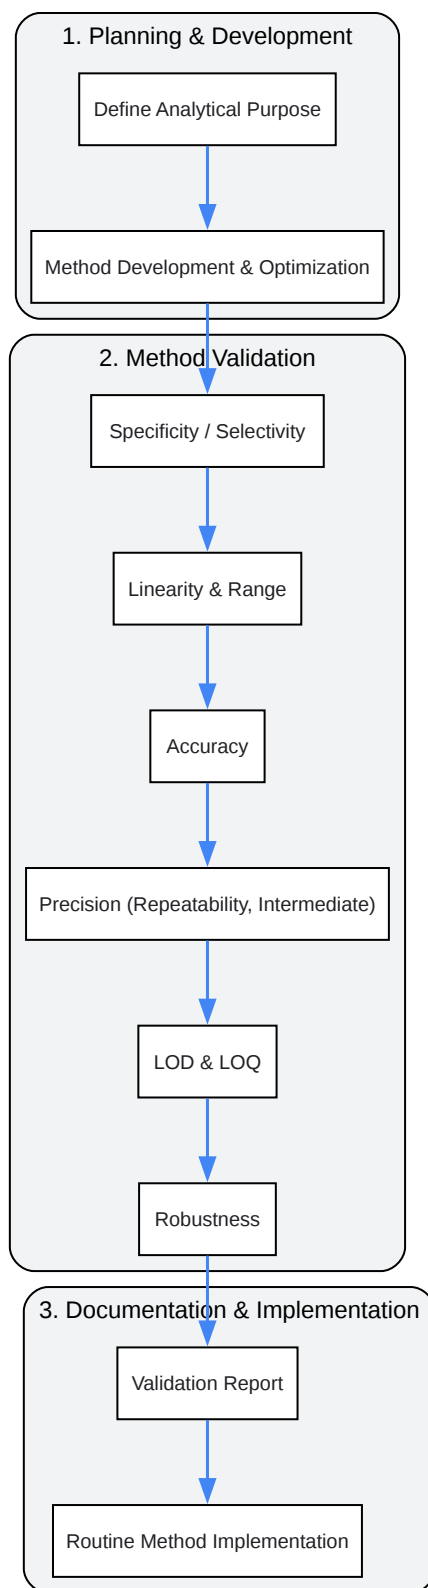 1. Planning & Development
Define Analytical Purpose
Method Development & Optimization
2. Method Validation
Specificity / Selectivity
Linearity & Range
Accuracy
Precision (Repeatability, Intermediate)
LOD & LOQ
Robustness
3. Documentation & Implementation
Validation Report
Routine Method Implementation